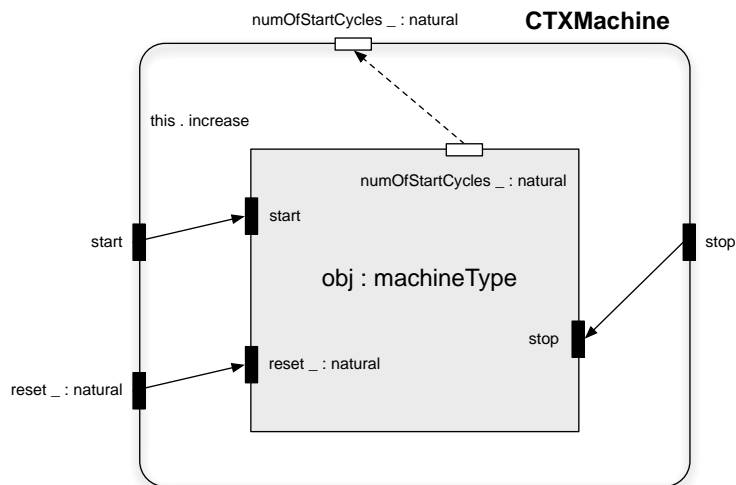 numOfStartCycles _ : natural
CTXMachine
this . increase
numOfStartCycles _ : natural
start
start
stop
obj : machineType
stop
reset _ : natural
reset _ : natural